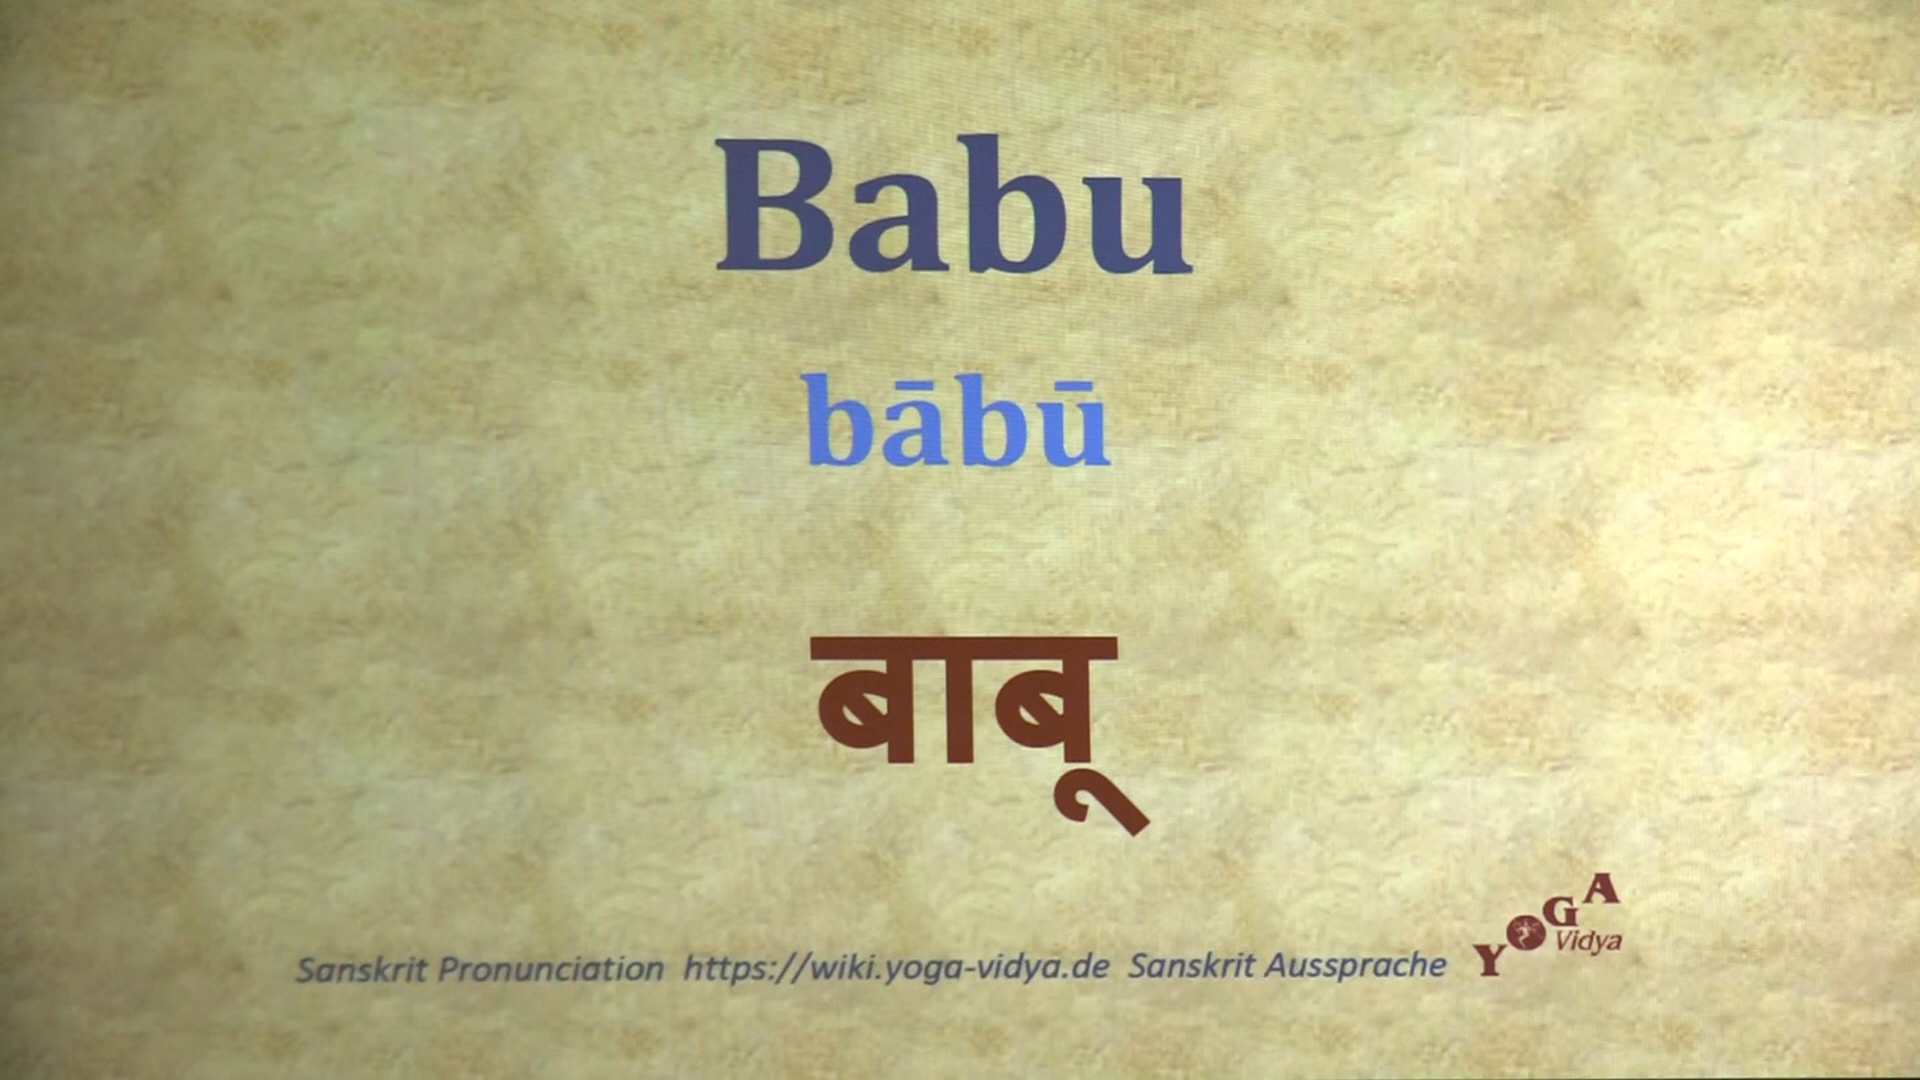 Babu
bābū
बाबू
Sanskrit Pronunciation https://wiki.yoga-vidya.de Sanskrit Aussprache
YOGA
Vidya